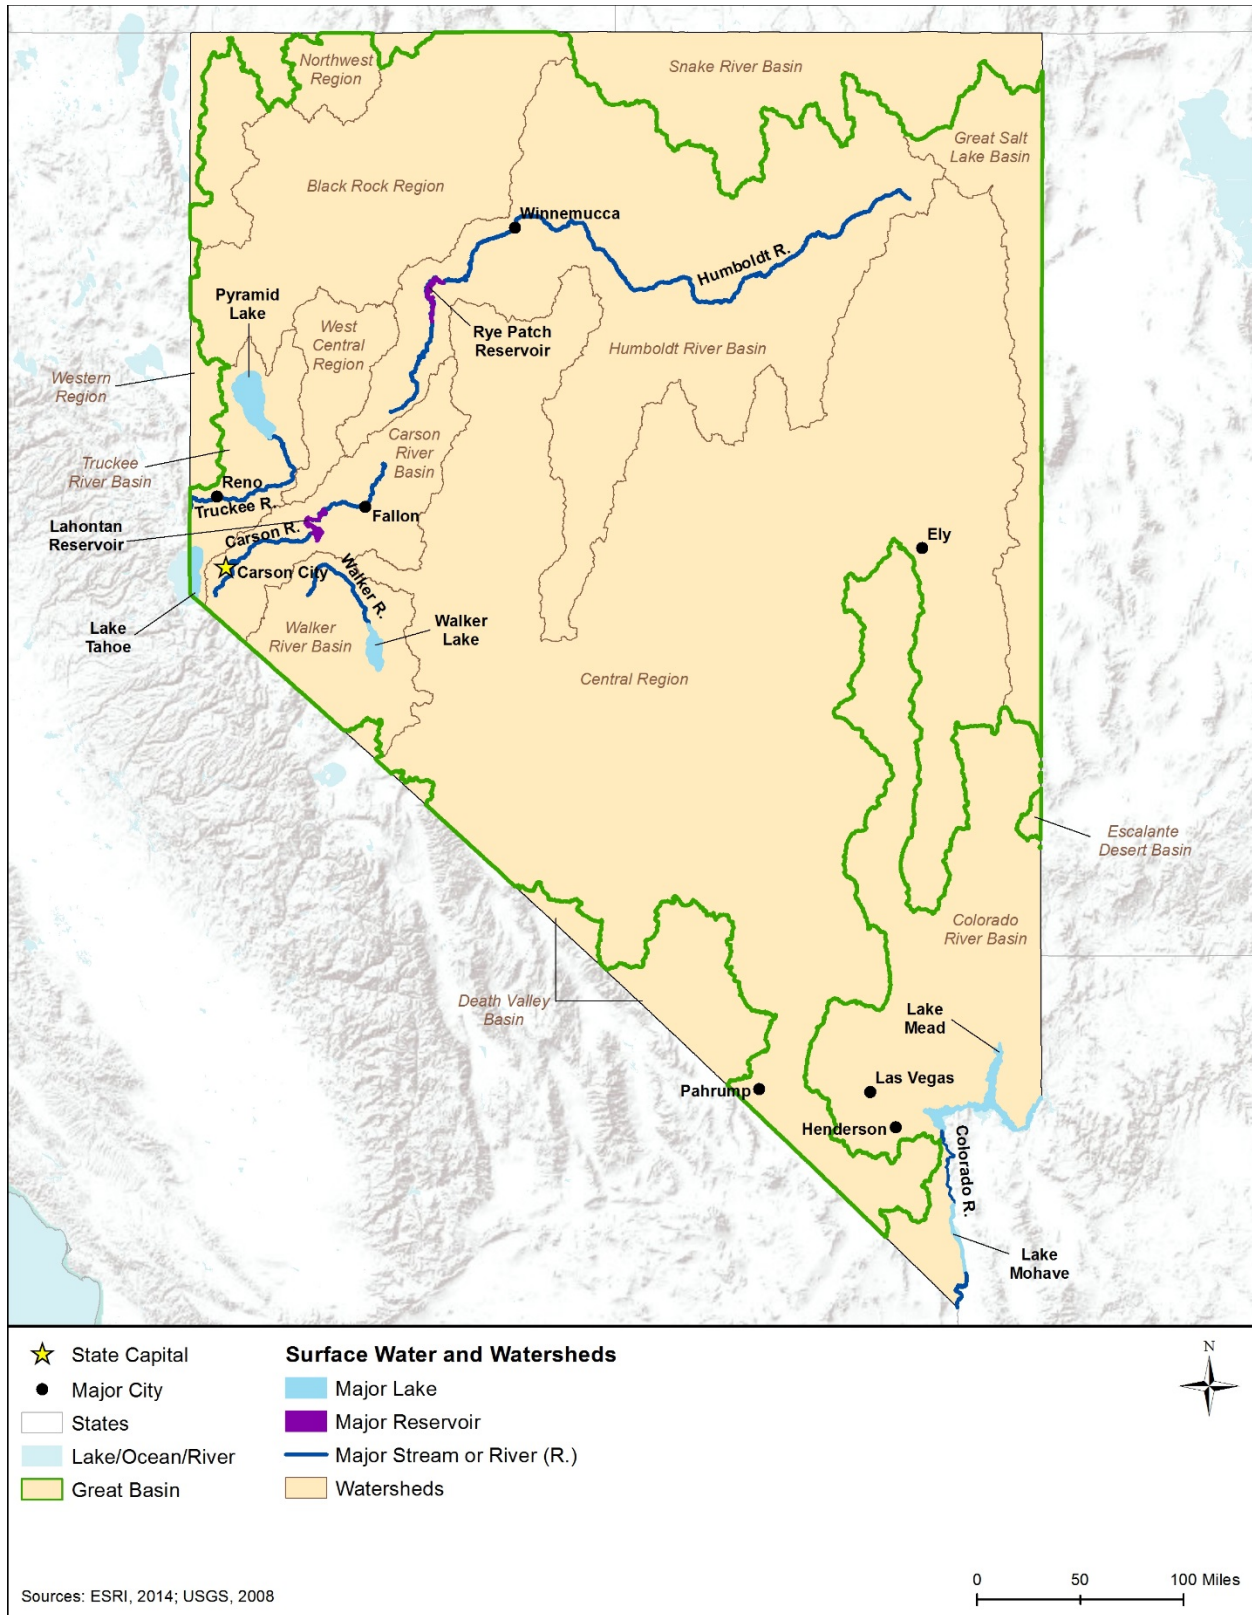 Northwest
Region
Snake River Basin
Great Salt
Lake Basin
Black Rock Region
Winnemucca
Humboldt R.
Pyramid
Lake
West
Central
Region
Rye Patch
Reservoir
Humboldt River Basin
Western
Region
Carson
River
Basin
Truckee
River Basin
Reno
Truckee R.
Fallon
Lahontan
Reservoir
Carson R.
Ely
Carson City
Walker R.
Lake
Tahoe
Walker
River Basin
Walker
Lake
Central Region
Escalante
Desert Basin
Colorado
River Basin
Death Valley
Basin
Lake
Mead
Pahrump
Las Vegas
Henderson
Colorado R.
Lake
Mohave
State Capital
Major City
States
Lake/Ocean/River
Great Basin
Surface Water and Watersheds
Major Lake
Major Reservoir
Major Stream or River (R.)
Watersheds
N
Sources: ESRI, 2014; USGS, 2008
0 50 100 Miles